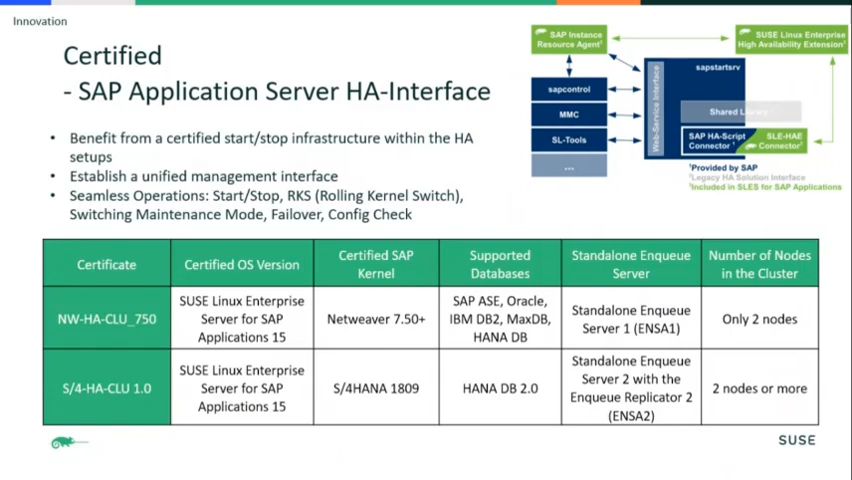 Innovation
Certified
- SAP Application Server HA-Interface
• Benefit from a certified start/stop infrastructure within the HA
setups
• Establish a unified management interface
• Seamless Operations: Start/Stop, RKS (Rolling Kernel Switch),
Switching Maintenance Mode, Failover, Config Check
SAP Instance
Resource Agent¹
SUSE Linux Enterprise
High Availability Extension³
sapcontrol
MMC
SL-Tools
...
Web-Service Interface
sapstartsrv
Shared
SAP HA-Script
Connector ¹
SLE-HAE
Connector³
¹Provided by SAP
²Legacy HA Solution Interface
³Included in SLES for SAP Applications
Certificate
Certified OS Version
Certified SAP
Kernel
Supported
Databases
Standalone Enqueue
Server
Number of Nodes
in the Cluster
NW-HA-CLU_750
SUSE Linux Enterprise
Server for SAP
Applications 15
Netweaver 7.50+
SAP ASE, Oracle,
IBM DB2, MaxDB,
HANA DB
Standalone Enqueue
Server 1 (ENSA1)
Only 2 nodes
S/4-HA-CLU 1.0
SUSE Linux Enterprise
Server for SAP
Applications 15
S/4HANA 1809
HANA DB 2.0
Standalone Enqueue
Server 2 with the
Enqueue Replicator 2
(ENSA2)
2 nodes or more
SUSE